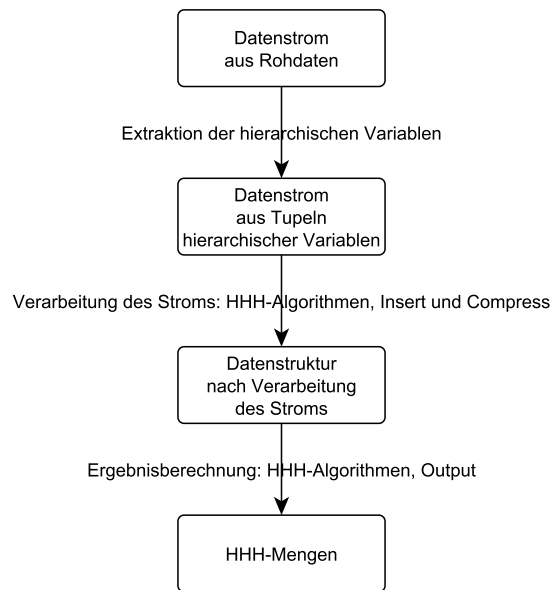 Datenstrom
aus Rohdaten
Extraktion der hierarchischen Variablen
Datenstrom
aus Tupeln
hierarchischer Variablen
Verarbeitung des Stroms: HHH-Algorithmen, Insert und Compress
Datenstruktur
nach Verarbeitung
des Stroms
Ergebnisberechnung: HHH-Algorithmen, Output
HHH-Mengen